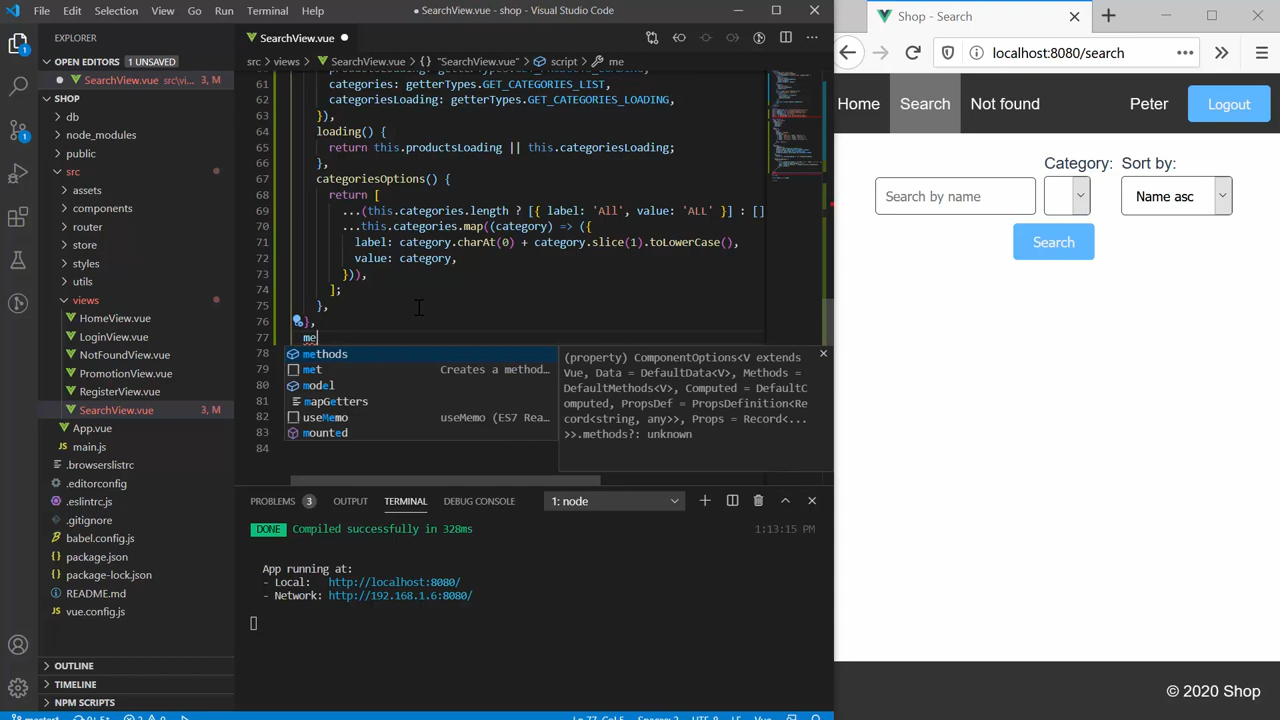 File Edit Selection View Go Run Terminal Help ● SearchView.vue - shop - Visual Studio Code
EXPLORER
OPEN EDITORS 1 UNSAVED
SearchView.vue src\vi... 3, M
SHOP
db
node_modules
public
src
assets
components
router
store
styles
utils
views
HomeView.vue
LoginView.vue
NotFoundView.vue
PromotionView.vue
RegisterView.vue
SearchView.vue 3, M
App.vue
main.js
.browserslistrc
.editorconfig
.eslintrc.js
.gitignore
babel.config.js
package.json
package-lock.json
README.md
vue.config.js
OUTLINE
TIMELINE
NPM SCRIPTS
SearchView.vue ●
src > views > SearchView.vue > {} "SearchView.vue" > script > me
61 categories: getterTypes.GET_CATEGORIES_LIST,
62 categoriesLoading: getterTypes.GET_CATEGORIES_LOADING,
63 }),
64 loading() {
65 return this.productsLoading || this.categoriesLoading;
66 },
67 categoriesOptions() {
68 return [
69 ...(this.categories.length ? [{ label: 'All', value: 'ALL' }] : []
70 ...this.categories.map((category) => ({
71 label: category.charAt(0) + category.slice(1).toLowerCase(),
72 value: category,
73 })),
74 ];
75 },
76 },
77 me
78
79
80
81
82
83
84
methods
met Creates a method...
model
mapGetters
useMemo useMemo (ES7 Rea...
mounted
(property) ComponentOptions<V extends
Vue, Data = DefaultData<V>, Methods =
DefaultMethods<V>, Computed = DefaultC
omputed, PropsDef = PropsDefinition<Re
cord<string, any>>, Props = Record<...
>>.methods?: unknown
PROBLEMS 3 OUTPUT TERMINAL DEBUG CONSOLE 1: node
DONE Compiled successfully in 328ms 1:13:15 PM
App running at:
- Local: http://localhost:8080/
- Network: http://192.168.1.6:8080/
Shop - Search
localhost:8080/search
Home Search Not found Peter Logout
Category: Sort by:
Search by name Name asc
Search
© 2020 Shop